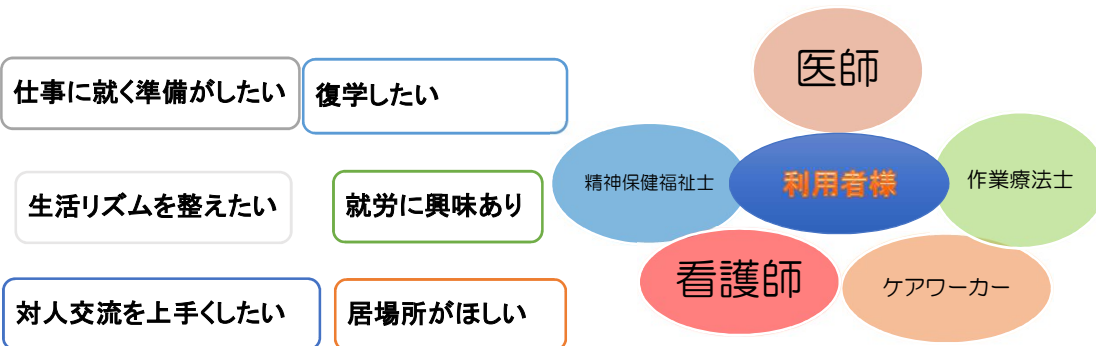 仕事に就く準備がしたい
復学したい
生活リズムを整えたい
就労に興味あり
対人交流を上手くしたい
居場所がほしい
医師
精神保健福祉士
利用者様
作業療法士
看護師
ケアワーカー